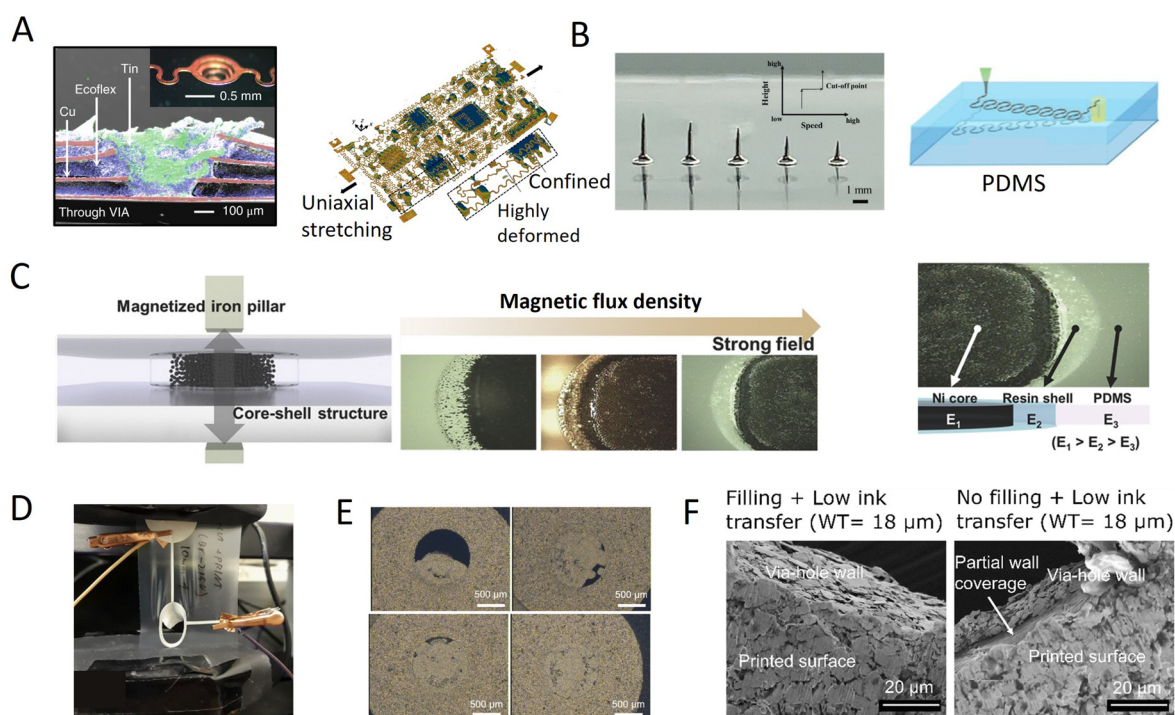 A
Tin
Ecoflex
Cu
0.5 mm
Through VIA
100 μm
Uniaxial
stretching
Confined
Highly
deformed
B
high
Height
Cut-off point
low
Speed
high
1 mm
PDMS
C
Magnetized iron pillar
Core-shell structure
Magnetic flux density
Strong field
Ni core
Resin shell
PDMS
E1
E2
E3
(E1 > E2 > E3)
D
E
500 μm
500 μm
500 μm
500 μm
F
Filling + Low ink
transfer (WT= 18 μm)
Via-hole wall
Printed surface
20 μm
No filling + Low ink
transfer (WT= 18 μm)
Partial wall
coverage
Via-hole wall
Printed surface
20 μm